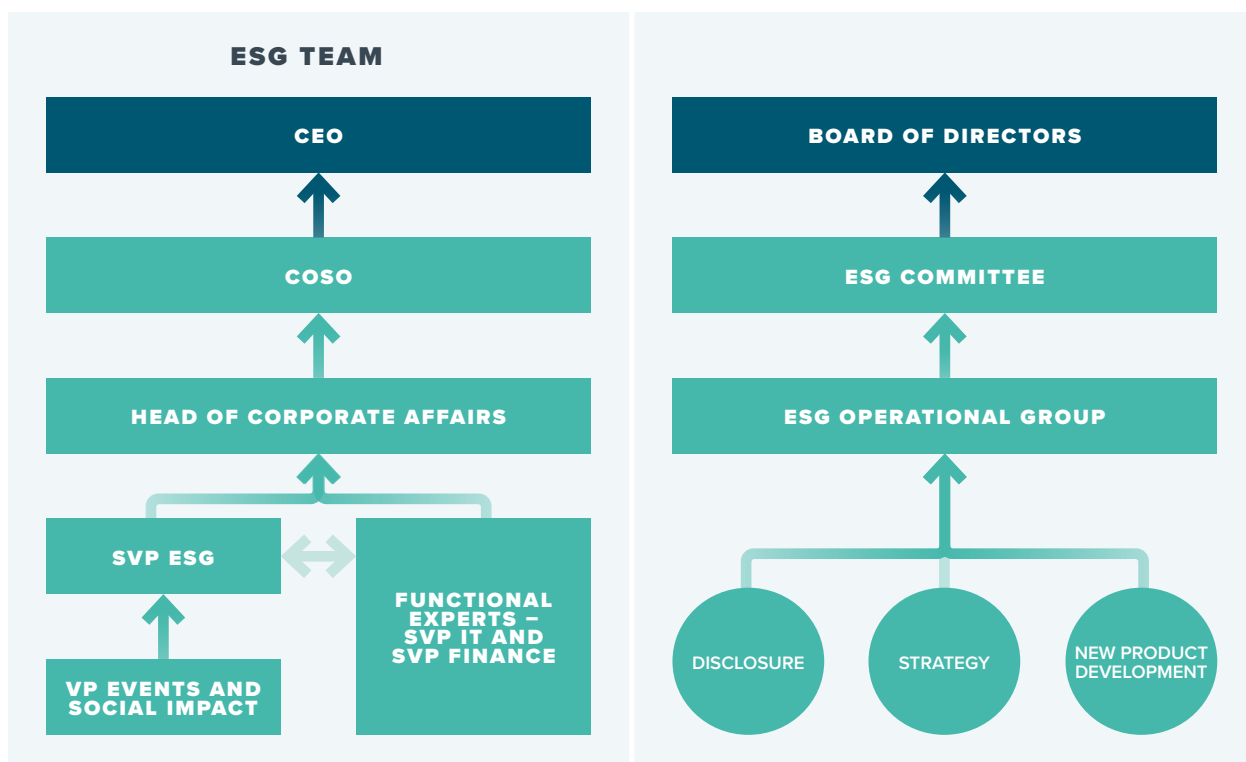 ESG TEAM
CEO
COSO
HEAD OF CORPORATE AFFAIRS
SVP ESG
FUNCTIONAL
EXPERTS –
SVP IT AND
SVP FINANCE
VP EVENTS AND
SOCIAL IMPACT
BOARD OF DIRECTORS
ESG COMMITTEE
ESG OPERATIONAL GROUP
DISCLOSURE
STRATEGY
NEW PRODUCT
DEVELOPMENT